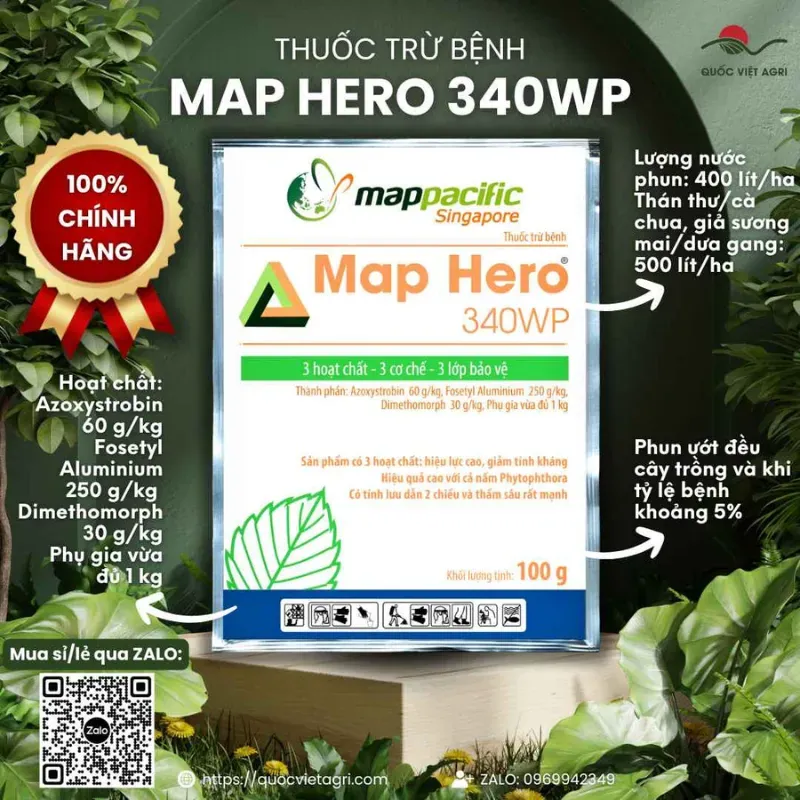 THUỐC TRỪ BỆNH
MAP HERO 340WP
QUỐC VIỆT AGRI
100%
CHÍNH
HÃNG
mappacific
Singapore
Thuốc trừ bệnh
Map Hero®
340WP
3 hoạt chất - 3 cơ chế - 3 lớp bảo vệ
Thành phần: Azoxystrobin 60 g/kg, Fosetyl Aluminium 250 g/kg,
Dimethomorph 30 g/kg, Phụ gia vừa đủ 1 kg
Sản phẩm có 3 hoạt chất: hiệu lực cao, giảm tính kháng
Hiệu quả cao với cả nấm Phytophthora
Có tính lưu dẫn 2 chiều và thấm sâu rất mạnh
Khối lượng tịnh: 100 g
Lượng nước
phun: 400 lít/ha
Thán thư/cà
chua, giả sương
mai/dưa gang:
500 lít/ha
Hoạt chất:
Azoxystrobin
60 g/kg
Fosetyl
Aluminium
250 g/kg
Dimethomorph
30 g/kg
Phụ gia vừa
đủ 1 kg
Phun ướt đều
cây trồng và khi
tỷ lệ bệnh
khoảng 5%
Mua sỉ/lẻ qua ZALO:
Zalo
https://quocvietagri.com
ZALO: 0969942349